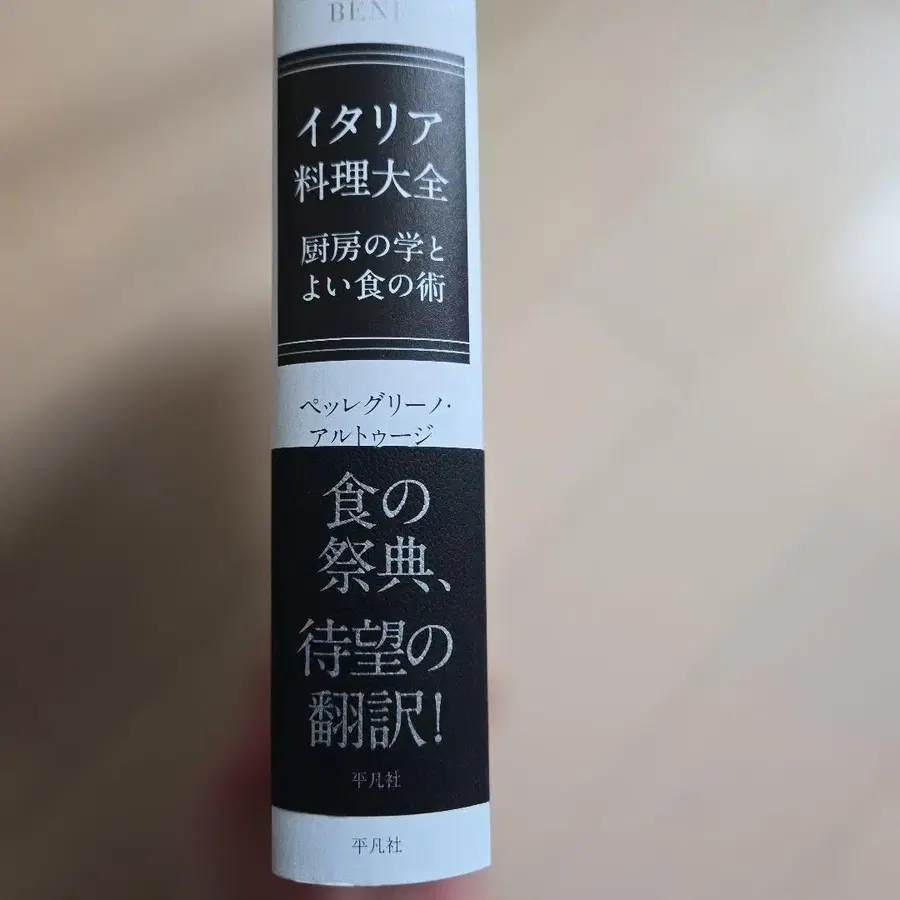 BENE
イタリア
料理大全
厨房の学と
よい食の術
ペッレグリーノ・
アルトゥージ
食の
祭典、
待望の
翻訳!
平凡社
平凡社